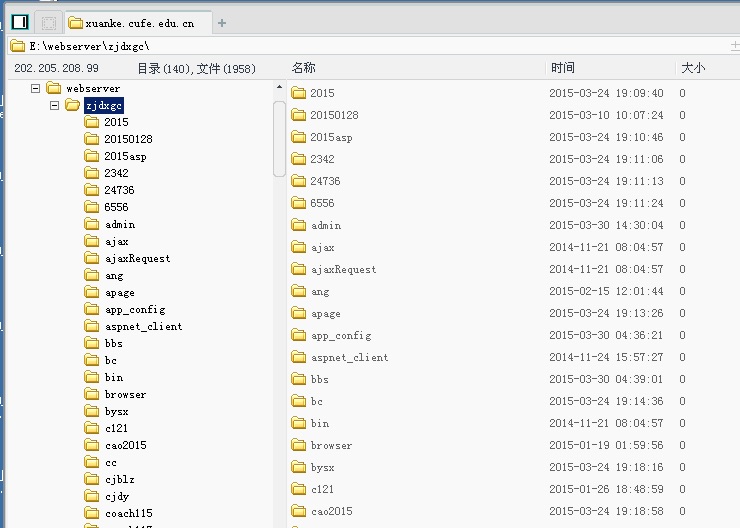 xuanke.cufe.edu.cn
E:\webserver\zjdxgc\
202.205.208.99 目录(140),文件(1958) 名称 时间 大小
webserver
zjdxgc
2015
20150128
2015asp
2342
24736
6556
admin
ajax
ajaxRequest
ang
apage
app_config
aspnet_client
bbs
bc
bin
browser
bysx
c121
cao2015
cc
cjblz
cjdy
coach115
2015 2015-03-24 19:09:40 0
20150128 2015-03-10 10:07:24 0
2015asp 2015-03-24 19:10:46 0
2342 2015-03-24 19:11:06 0
24736 2015-03-24 19:11:13 0
6556 2015-03-24 19:11:24 0
admin 2015-03-30 14:30:04 0
ajax 2014-11-21 08:04:57 0
ajaxRequest 2014-11-21 08:04:57 0
ang 2015-02-15 12:01:44 0
apage 2015-03-24 19:13:26 0
app_config 2015-03-30 04:36:21 0
aspnet_client 2014-11-24 15:57:27 0
bbs 2015-03-30 04:39:01 0
bc 2015-03-24 19:14:36 0
bin 2014-11-21 08:04:57 0
browser 2015-01-19 01:59:56 0
bysx 2015-03-24 19:18:16 0
c121 2015-01-26 18:48:59 0
cao2015 2015-03-24 19:18:58 0